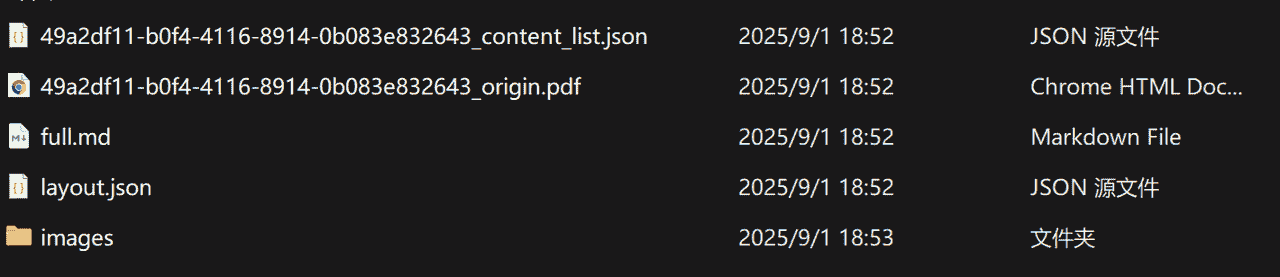 49a2df11-b0f4-4116-8914-0b083e832643_content_list.json 2025/9/1 18:52 JSON 源文件
49a2df11-b0f4-4116-8914-0b083e832643_origin.pdf 2025/9/1 18:52 Chrome HTML Doc...
full.md 2025/9/1 18:52 Markdown File
layout.json 2025/9/1 18:52 JSON 源文件
images 2025/9/1 18:53 文件夹